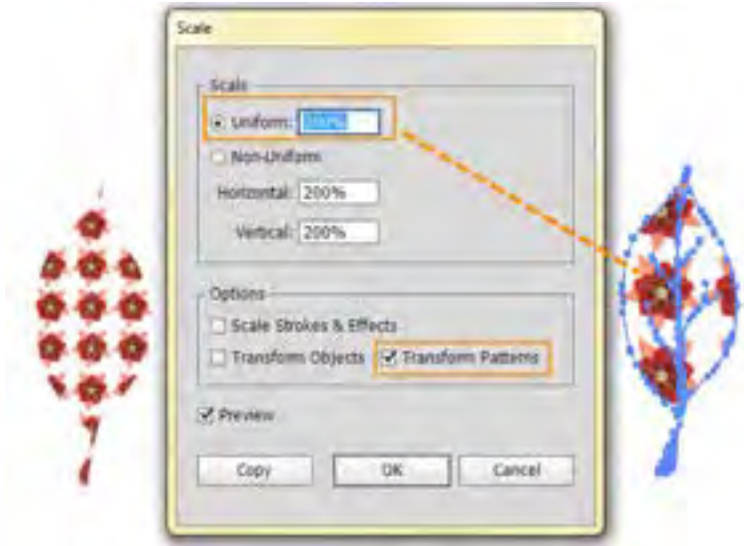 Scale
Scale
Uniform: 200%
Non-Uniform
Horizontal: 200%
Vertical: 200%
Options
Scale Strokes & Effects
Transform Objects Transform Patterns
Preview
Copy OK Cancel